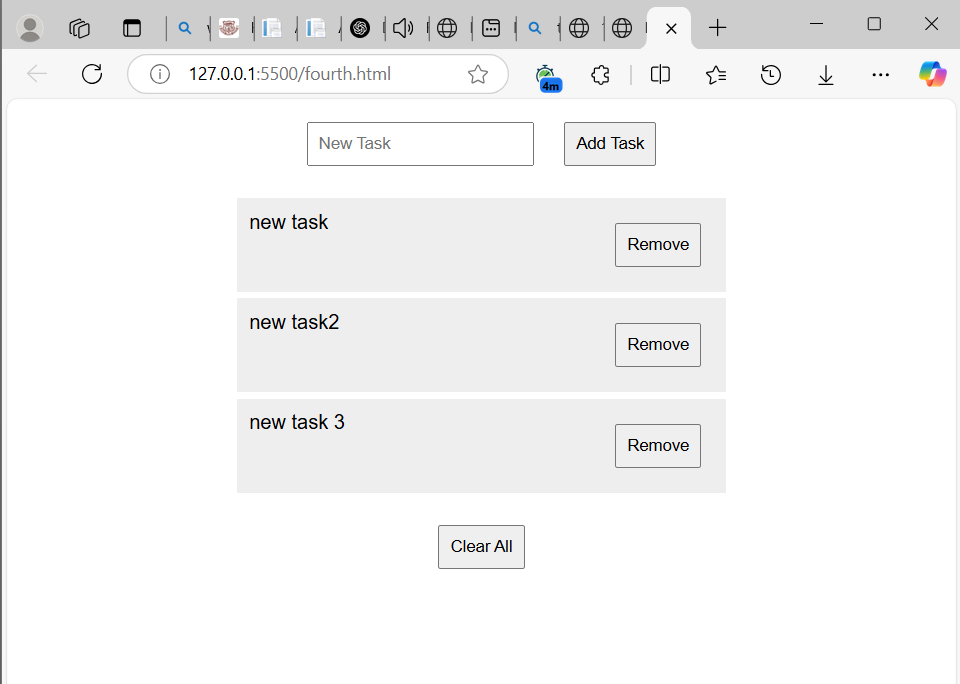 127.0.0.1:5500/fourth.html
4m
New Task
Add Task
new task
Remove
new task2
Remove
new task 3
Remove
Clear All